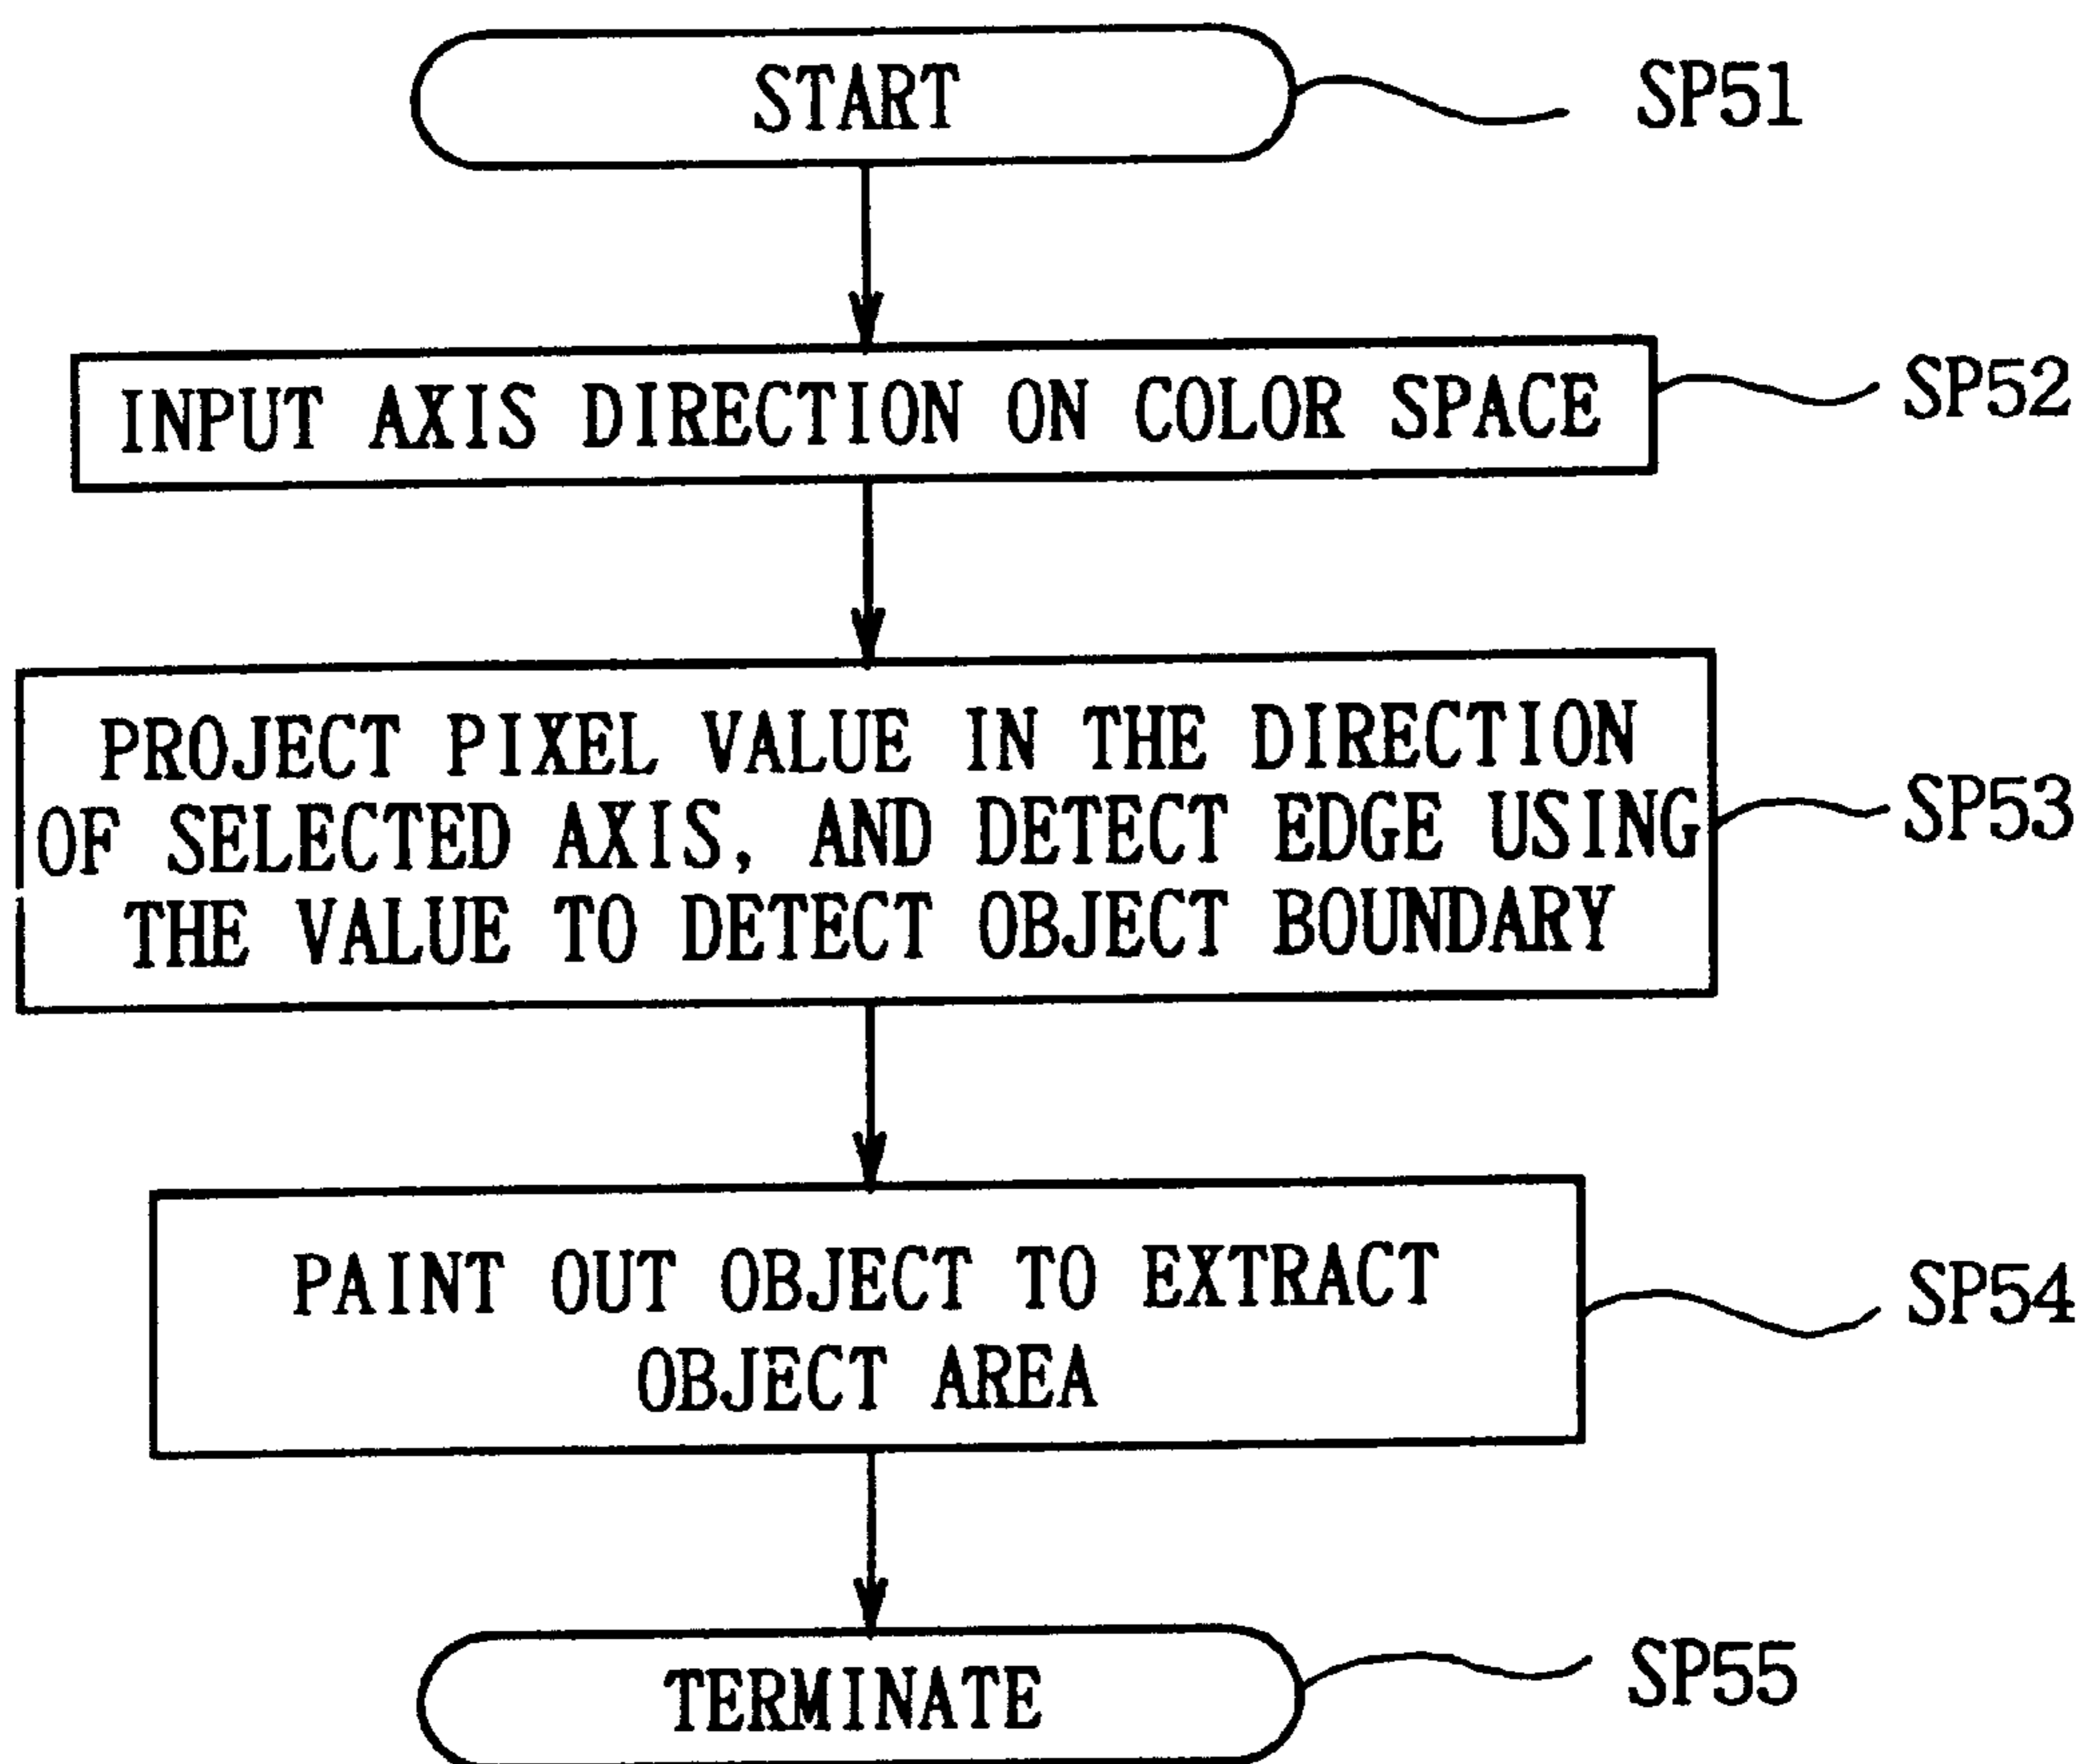 START
SP51
INPUT AXIS DIRECTION ON COLOR SPACE
SP52
PROJECT PIXEL VALUE IN THE DIRECTION
OF SELECTED AXIS, AND DETECT EDGE USING
THE VALUE TO DETECT OBJECT BOUNDARY
SP53
PAINT OUT OBJECT TO EXTRACT
OBJECT AREA
SP54
TERMINATE
SP55